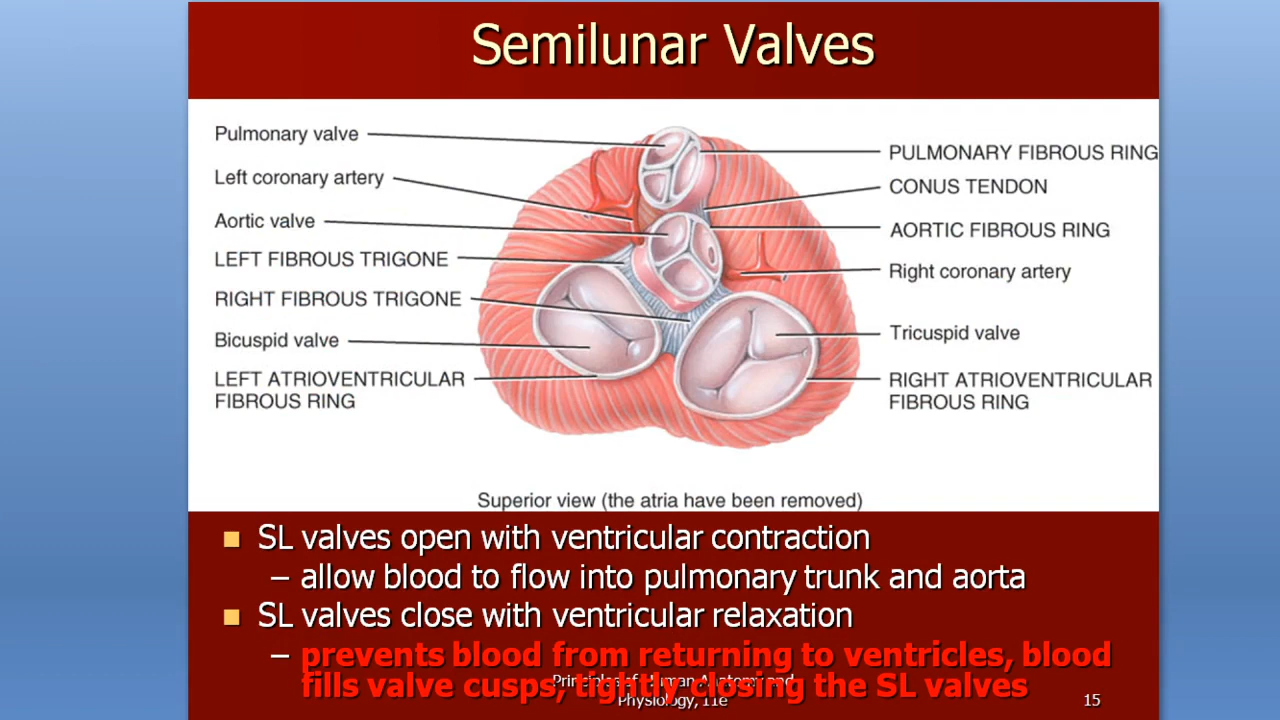 Semilunar Valves
Pulmonary valve
Left coronary artery
Aortic valve
LEFT FIBROUS TRIGONE
RIGHT FIBROUS TRIGONE
Bicuspid valve
LEFT ATRIOVENTRICULAR
FIBROUS RING
PULMONARY FIBROUS RING
CONUS TENDON
AORTIC FIBROUS RING
Right coronary artery
Tricuspid valve
RIGHT ATRIOVENTRICULAR
FIBROUS RING
Superior view (the atria have been removed)
SL valves open with ventricular contraction
– allow blood to flow into pulmonary trunk and aorta
SL valves close with ventricular relaxation
– prevents blood from returning to ventricles, blood
fills valve cusps, tightly closing the SL valves
Principles of Human Anatomy and
Physiology, 11e
15